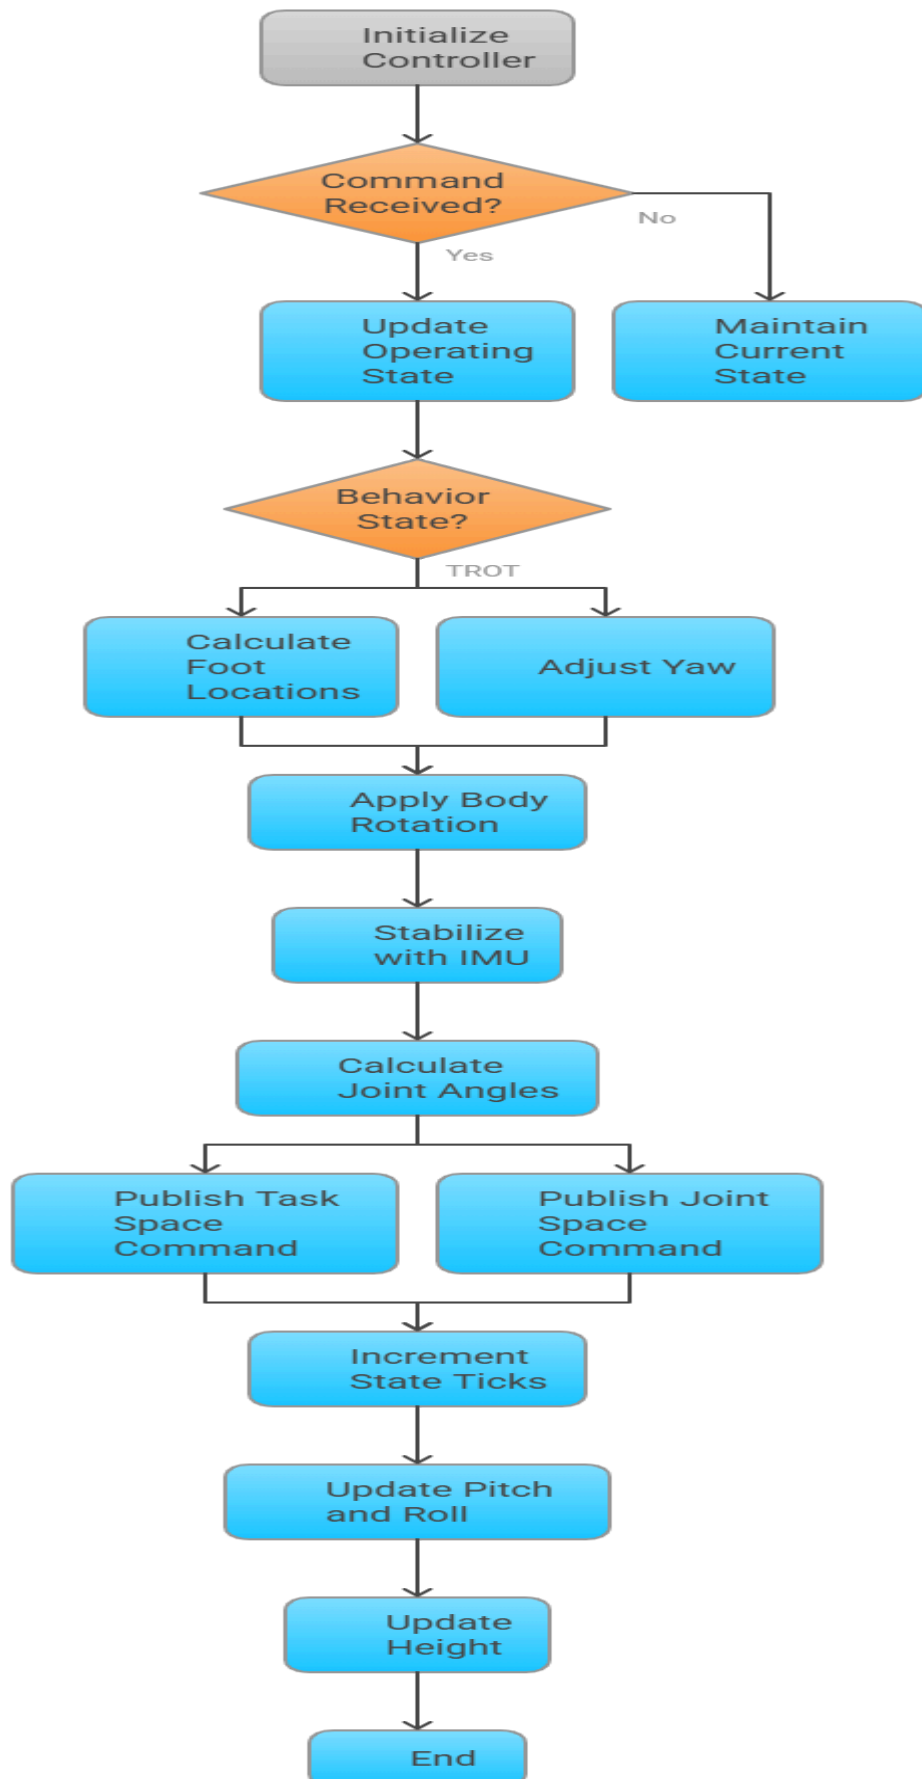 Initialize
Controller
Command
Received?
No
Yes
Update
Operating
State
Maintain
Current
State
Behavior
State?
TROT
Calculate
Foot
Locations
Adjust Yaw
Apply Body
Rotation
Stabilize
with IMU
Calculate
Joint Angles
Publish Task
Space
Command
Publish Joint
Space
Command
Increment
State Ticks
Update Pitch
and Roll
Update
Height
End